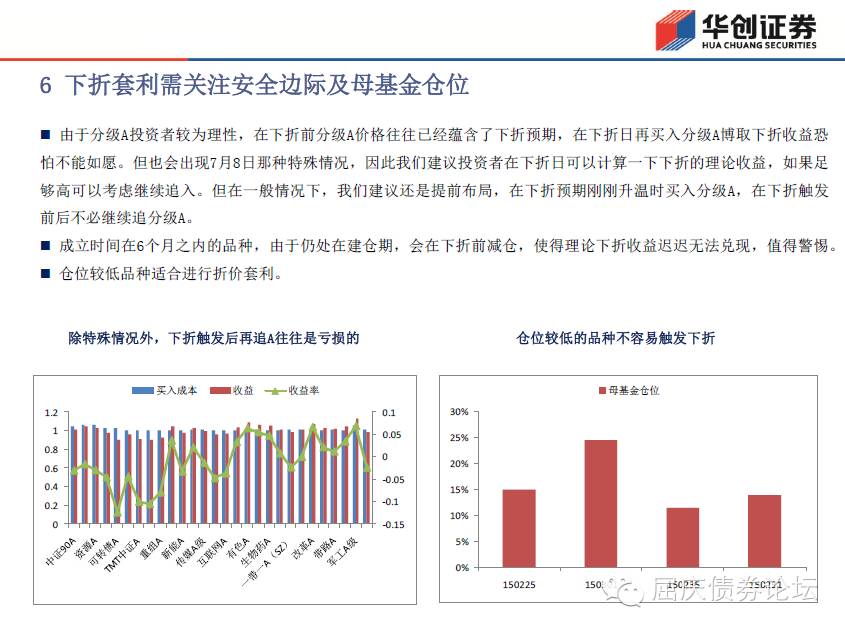 华创证券
HUA CHUANG SECURITIES
6 下折套利需关注安全边际及母基金仓位
■ 由于分级A投资者较为理性，在下折前分级A价格往往已经蕴含了下折预期，在下折日再买入分级A博取下折收益恐
怕不能如愿。但也会出现7月8日那种特殊情况，因此我们建议投资者在下折日可以计算一下下折的理论收益，如果足
够高可以考虑继续追入。但在一般情况下，我们建议还是提前布局，在下折预期刚刚升温时买入分级A，在下折触发
前后不必继续追分级A。
■ 成立时间在6个月之内的品种，由于仍处在建仓期，会在下折前减仓，使得理论下折收益迟迟无法兑现，值得警惕。
■ 仓位较低品种适合进行折价套利。
除特殊情况外，下折触发后再追A往往是亏损的
买入成本 收益 收益率
1.2
1
0.8
0.6
0.4
0.2
0
0.1
0.05
0
-0.05
-0.1
-0.15
中证90A
资源A
可转债A
TMT中证A
重组A
新能A
传媒A级
互联网A
有色A
生物药A
一带一A（SZ）
改革A
带路A
军工A级
仓位较低的品种不容易触发下折
母基金仓位
30%
25%
20%
15%
10%
5%
0%
150225
屈庆债券论坛